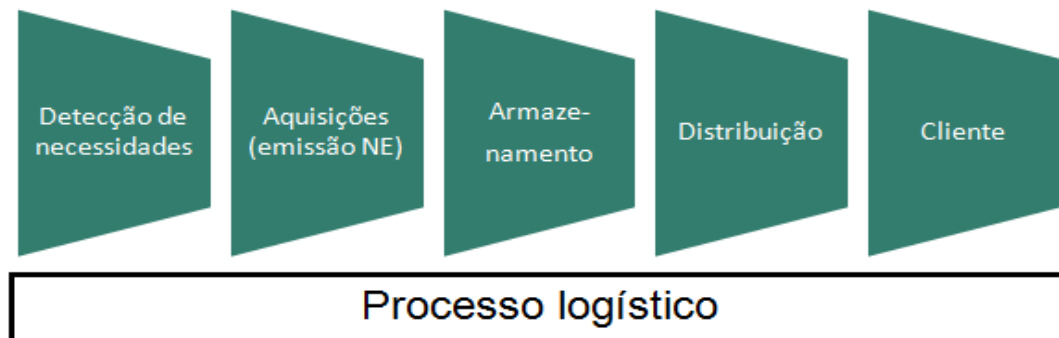 Detecção de
necessidades
Aquisições
(emissão NE)
Armaze-
namento
Distribuição
Cliente
Processo logístico